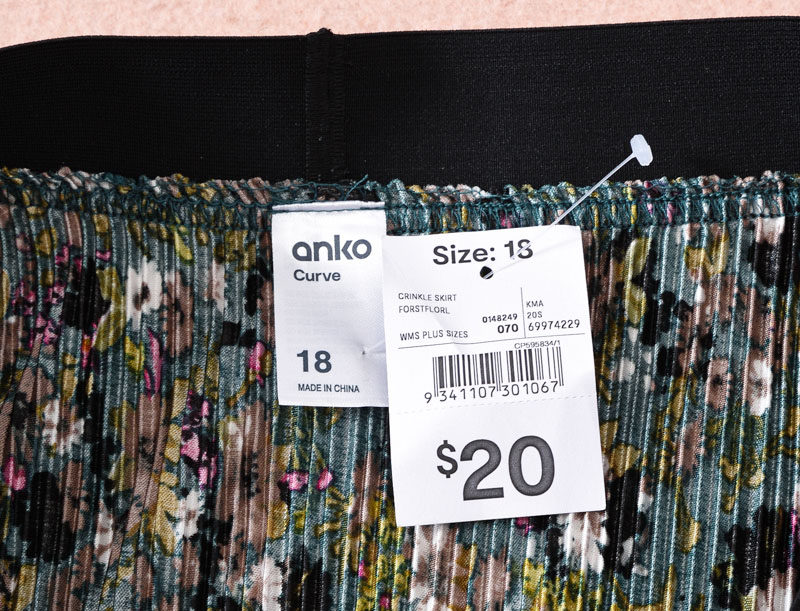 anko
Curve
18
MADE IN CHINA
Size: 18
CRINKLE SKIRT
FORSTFLORL
0148249
WMS PLUS SIZES 070
KMA
20S
69974229
CP595834/1
9 341107 301067
$20